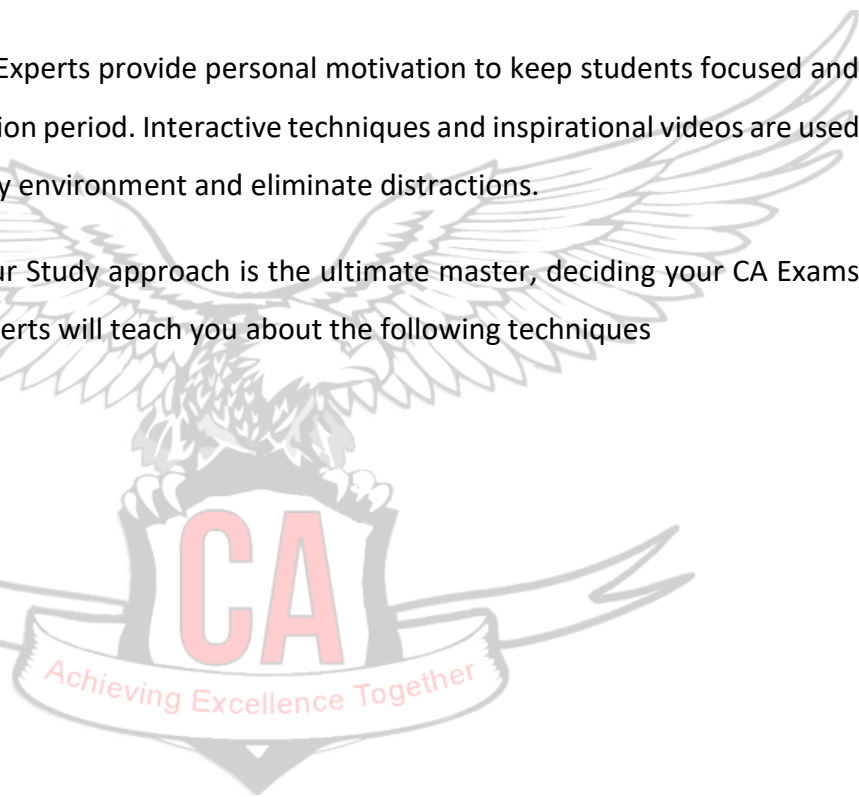 Experts provide personal motivation to keep students focused and
ion period. Interactive techniques and inspirational videos are used
y environment and eliminate distractions.
ur Study approach is the ultimate master, deciding your CA Exams
erts will teach you about the following techniques
CA
Achieving Excellence Together